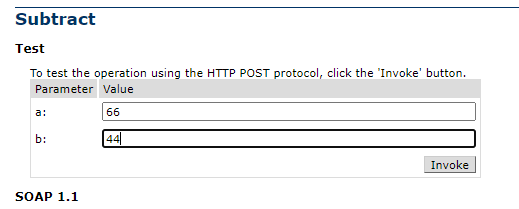 Subtract
Test
To test the operation using the HTTP POST protocol, click the 'Invoke' button.
Parameter Value
a: 66
b: 44
Invoke
SOAP 1.1